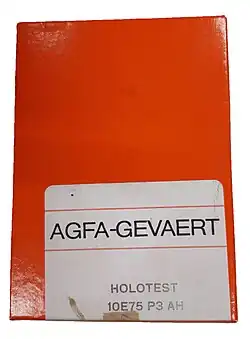 AGFA-GEVAERT
HOLOTEST
10E75 P3 AH